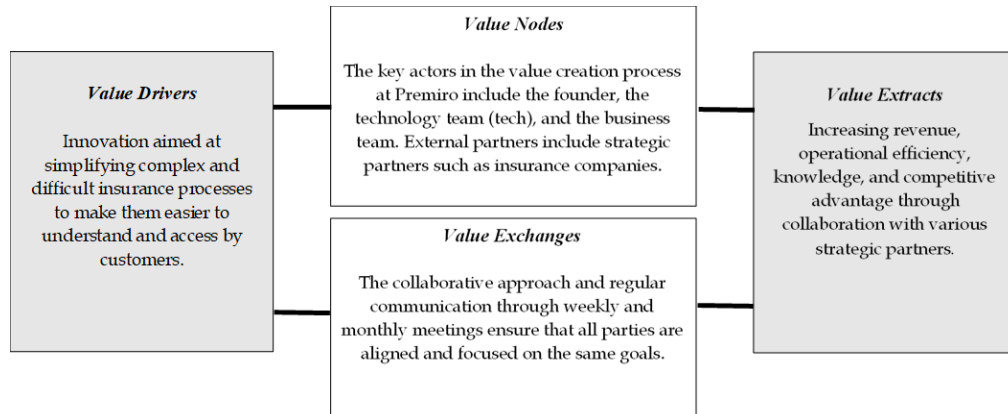 Value Drivers
Innovation aimed at
simplifying complex and
difficult insurance processes
to make them easier to
understand and access by
customers.
Value Nodes
The key actors in the value creation process
at Premiro include the founder, the
technology team (tech), and the business
team. External partners include strategic
partners such as insurance companies.
Value Exchanges
The collaborative approach and regular
communication through weekly and
monthly meetings ensure that all parties are
aligned and focused on the same goals.
Value Extracts
Increasing revenue,
operational efficiency,
knowledge, and competitive
advantage through
collaboration with various
strategic partners.